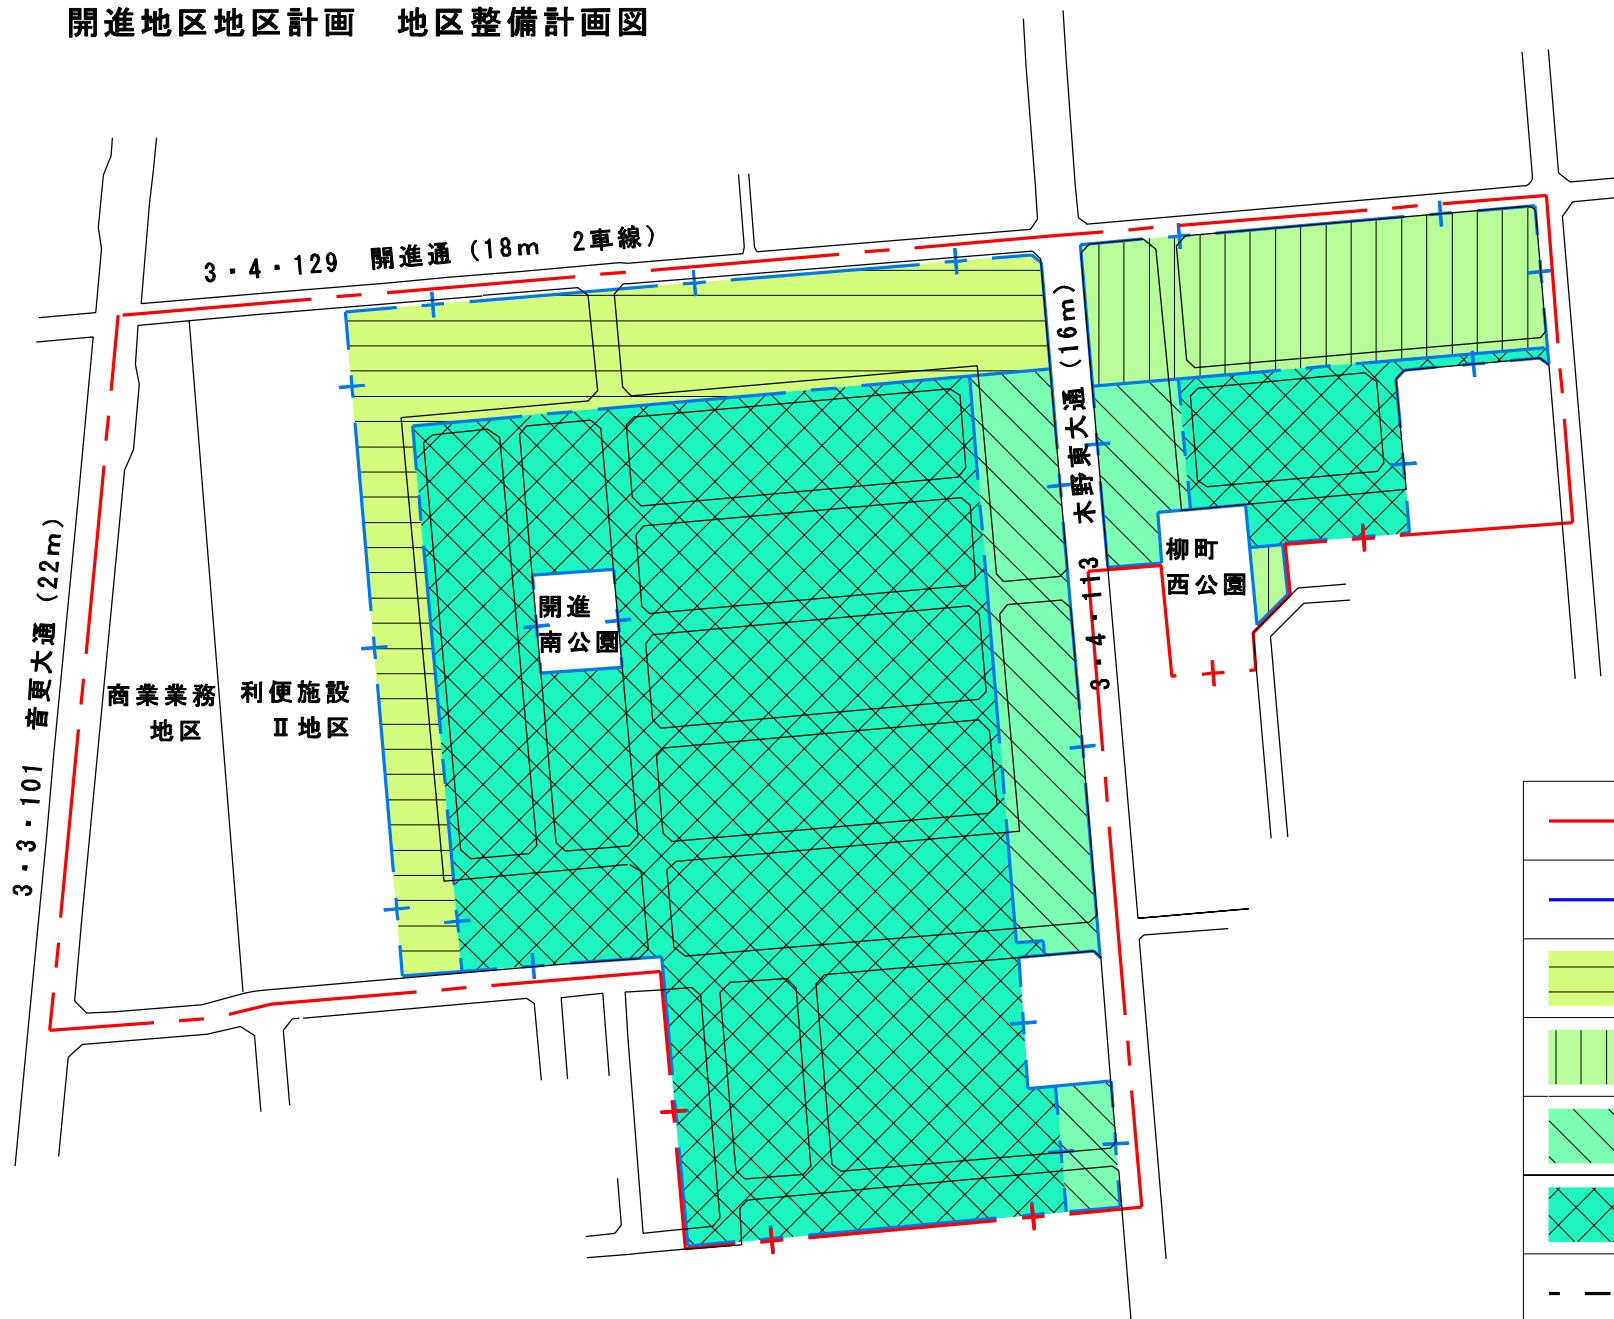 開進地区地区計画　地区整備計画図
3・4・129　開進通（18m　2車線）
3・4・113　木野東大通（16m）
柳町
西公園
開進
南公園
3・3・101　音更大通（22m）
商業業務
地区
利便施設
Ⅱ地区